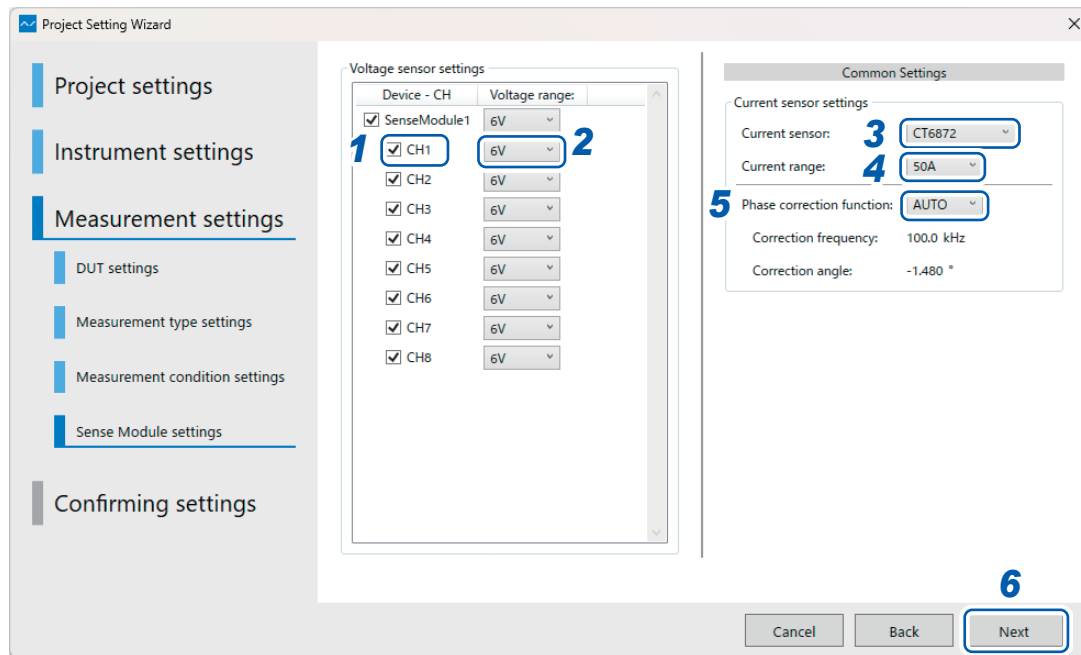 Project Setting Wizard
Project settings
Instrument settings
Measurement settings
DUT settings
Measurement type settings
Measurement condition settings
Sense Module settings
Confirming settings
Voltage sensor settings
Device - CH Voltage range:
SenseModule1 6V
1 CH1 6V 2
CH2 6V
CH3 6V
CH4 6V
CH5 6V
CH6 6V
CH7 6V
CH8 6V
Common Settings
Current sensor settings
Current sensor: 3 CT6872
Current range: 4 50A
5 Phase correction function: AUTO
Correction frequency: 100.0 kHz
Correction angle: -1.480 °
6
Cancel Back Next